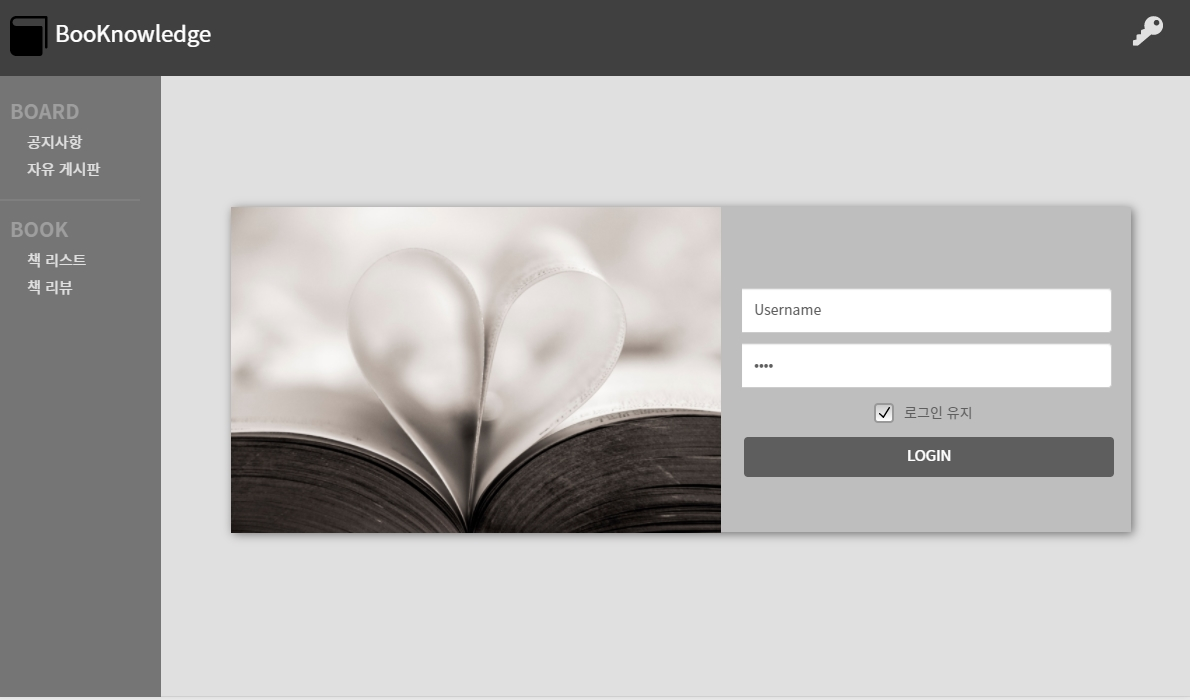 BooKnowledge
BOARD
공지사항
자유 게시판
BOOK
책 리스트
책 리뷰
Username
••••
로그인 유지
LOGIN